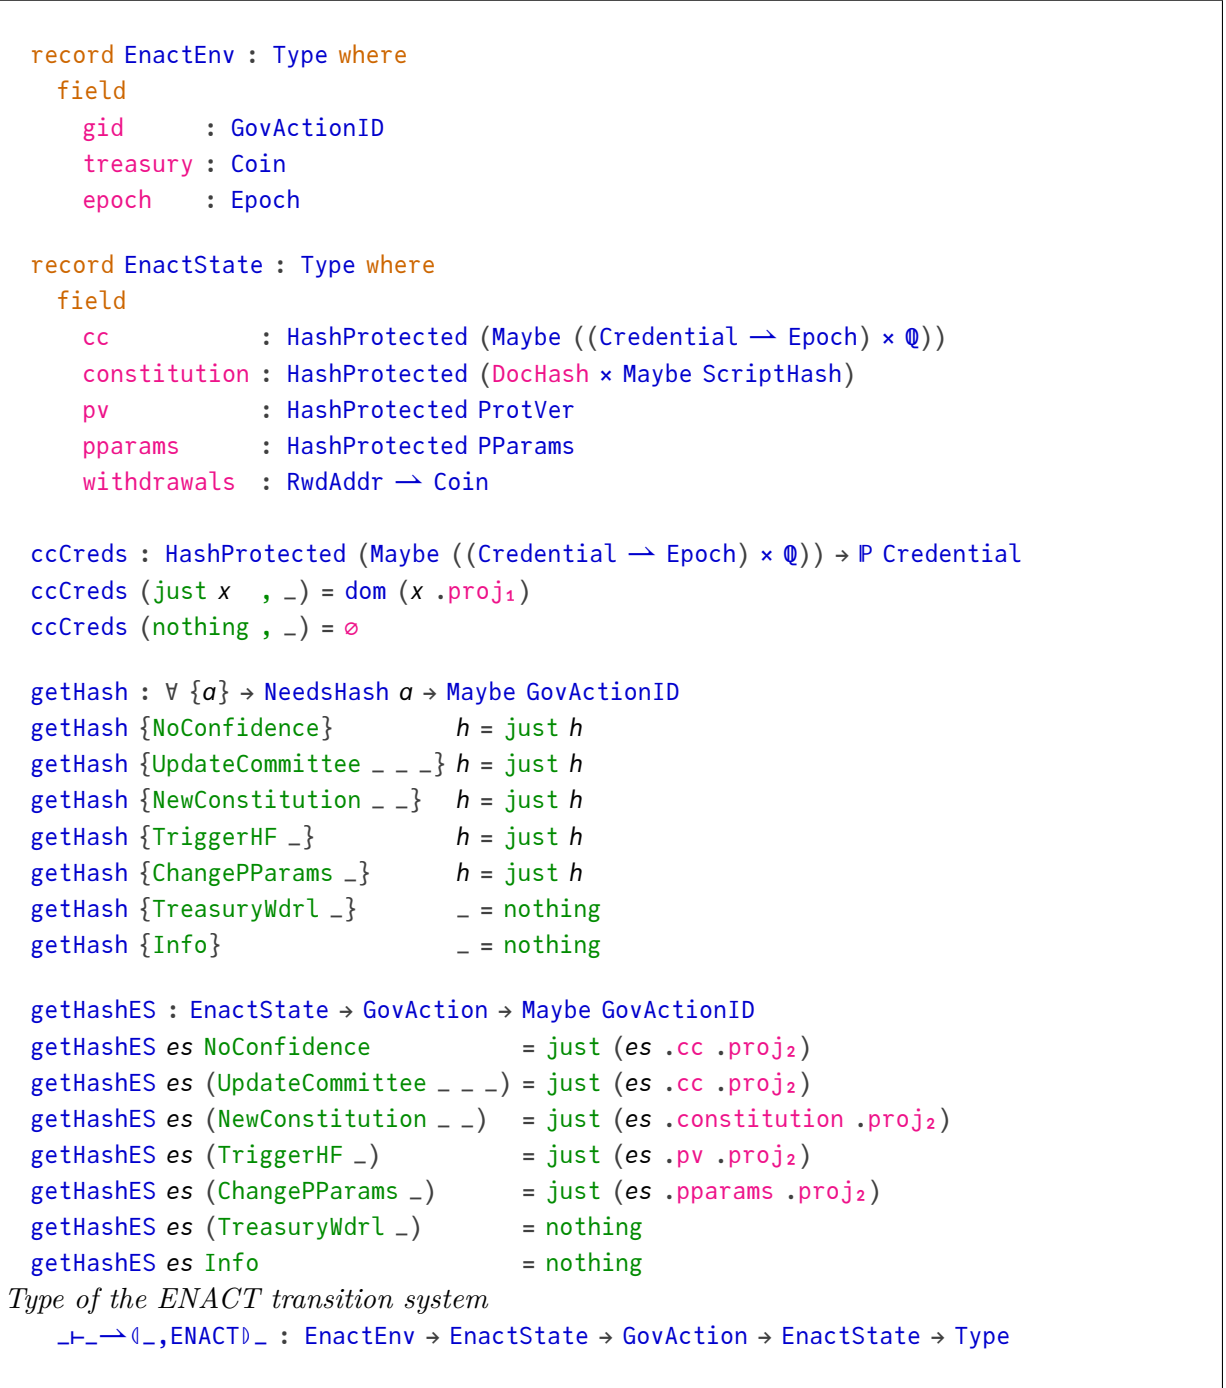 record EnactEnv : Type where
field
gid : GovActionID
treasury : Coin
epoch : Epoch
record EnactState : Type where
field
cc : HashProtected (Maybe ((Credential ⇀ Epoch) × ℚ))
constitution : HashProtected (DocHash × Maybe ScriptHash)
pv : HashProtected ProtVer
pparams : HashProtected PParams
withdrawals : RwdAddr ⇀ Coin
ccCreds : HashProtected (Maybe ((Credential ⇀ Epoch) × ℚ)) → ℙ Credential
ccCreds (just x , _) = dom (x .proj₁)
ccCreds (nothing , _) = ∅
getHash : ∀ {a} → NeedsHash a → Maybe GovActionID
getHash {NoConfidence} h = just h
getHash {UpdateCommittee _ _ _} h = just h
getHash {NewConstitution _ _} h = just h
getHash {TriggerHF _} h = just h
getHash {ChangePParams _} h = just h
getHash {TreasuryWdrl _} _ = nothing
getHash {Info} _ = nothing
getHashES : EnactState → GovAction → Maybe GovActionID
getHashES es NoConfidence = just (es .cc .proj₂)
getHashES es (UpdateCommittee _ _ _) = just (es .cc .proj₂)
getHashES es (NewConstitution _ _) = just (es .constitution .proj₂)
getHashES es (TriggerHF _) = just (es .pv .proj₂)
getHashES es (ChangePParams _) = just (es .pparams .proj₂)
getHashES es (TreasuryWdrl _) = nothing
getHashES es Info = nothing
Type of the ENACT transition system
_⊢_⇀⦇_,ENACT⦈_ : EnactEnv → EnactState → GovAction → EnactState → Type